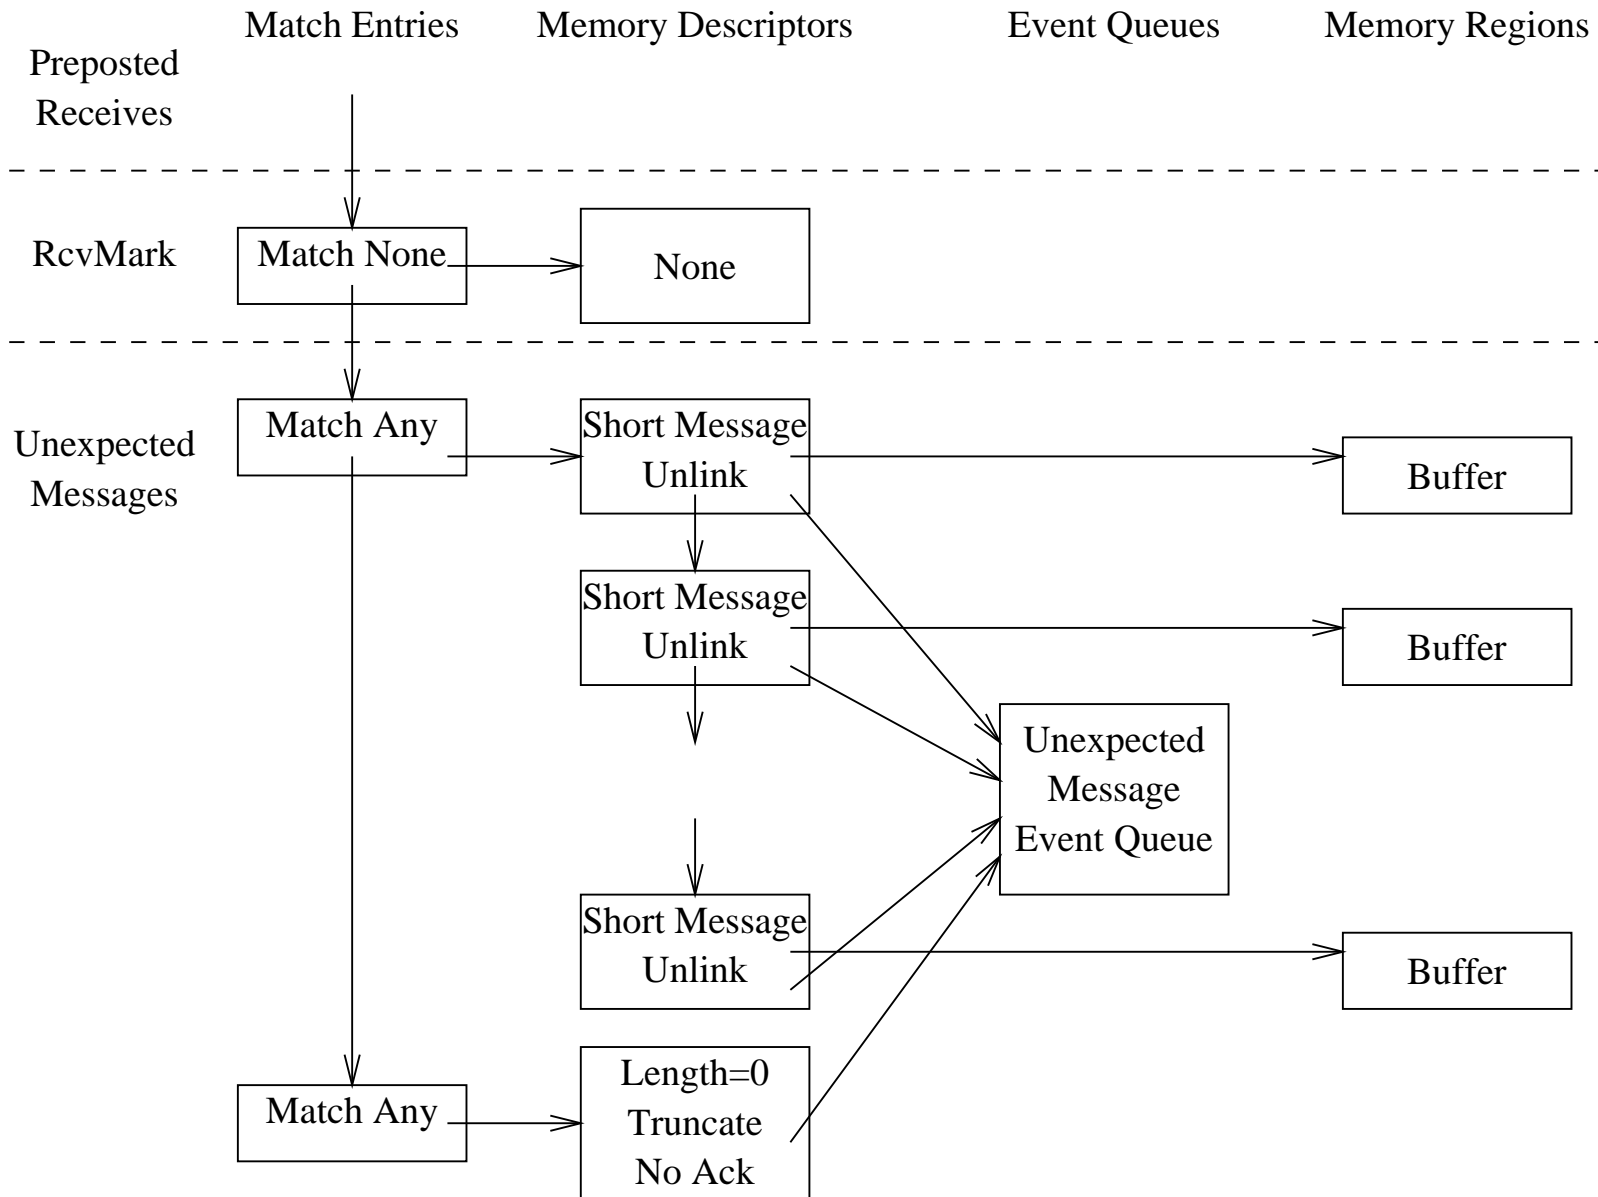 Match Entries
Memory Descriptors
Event Queues
Memory Regions
Preposted
Receives
RcvMark
Match None
None
Unexpected
Messages
Match Any
Short Message
Unlink
Buffer
Short Message
Unlink
Buffer
Unexpected
Message
Event Queue
Short Message
Unlink
Buffer
Match Any
Length=0
Truncate
No Ack